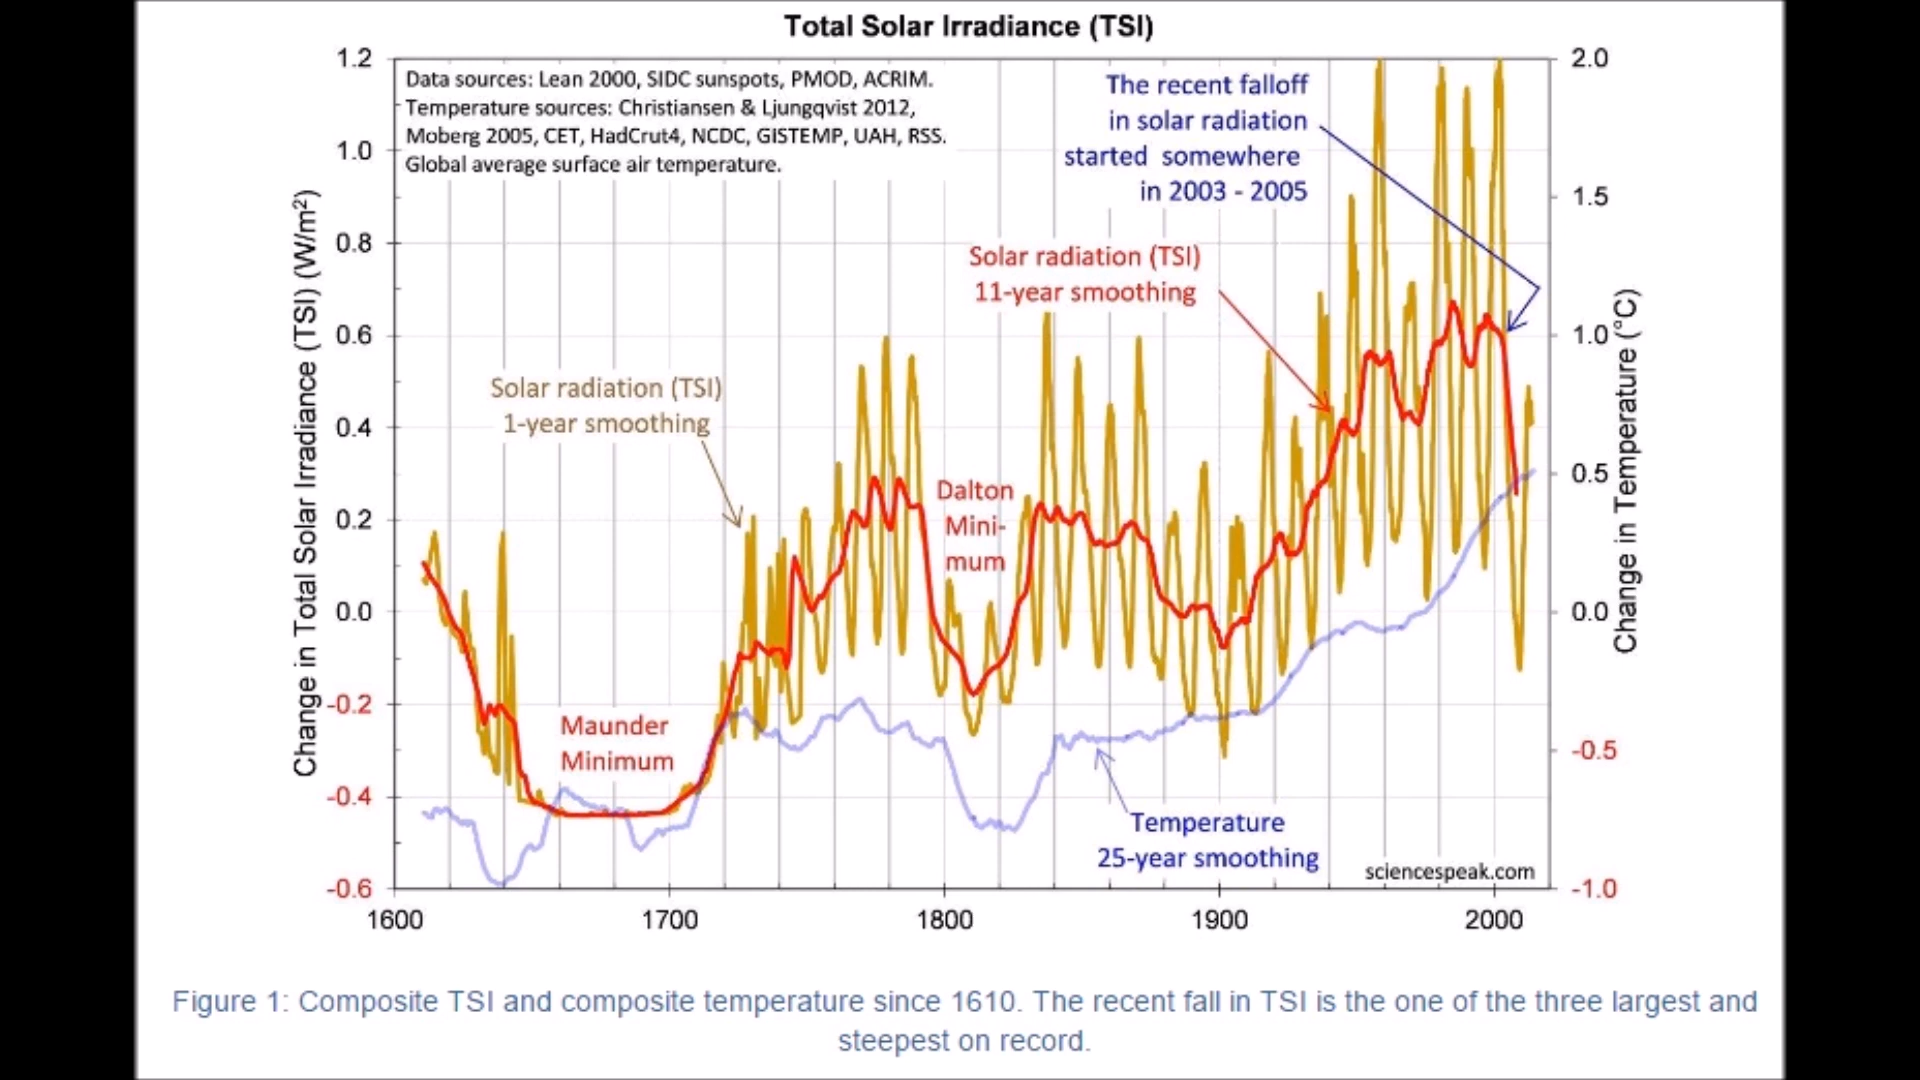 Total Solar Irradiance (TSI)
Data sources: Lean 2000, SIDC sunspots, PMOD, ACRIM.
Temperature sources: Christiansen & Ljungqvist 2012,
Moberg 2005, CET, HadCrut4, NCDC, GISTEMP, UAH, RSS.
Global average surface air temperature.
The recent falloff
in solar radiation
started somewhere
in 2003 - 2005
Solar radiation (TSI)
11-year smoothing
Solar radiation (TSI)
1-year smoothing
Dalton
Mini-
mum
Maunder
Minimum
Temperature
25-year smoothing
sciencespeak.com
Change in Total Solar Irradiance (TSI) (W/m²)
1.2
1.0
0.8
0.6
0.4
0.2
0.0
-0.2
-0.4
-0.6
Change in Temperature (°C)
2.0
1.5
1.0
0.5
0.0
-0.5
-1.0
1600 1700 1800 1900 2000
Figure 1: Composite TSI and composite temperature since 1610. The recent fall in TSI is the one of the three largest and
steepest on record.